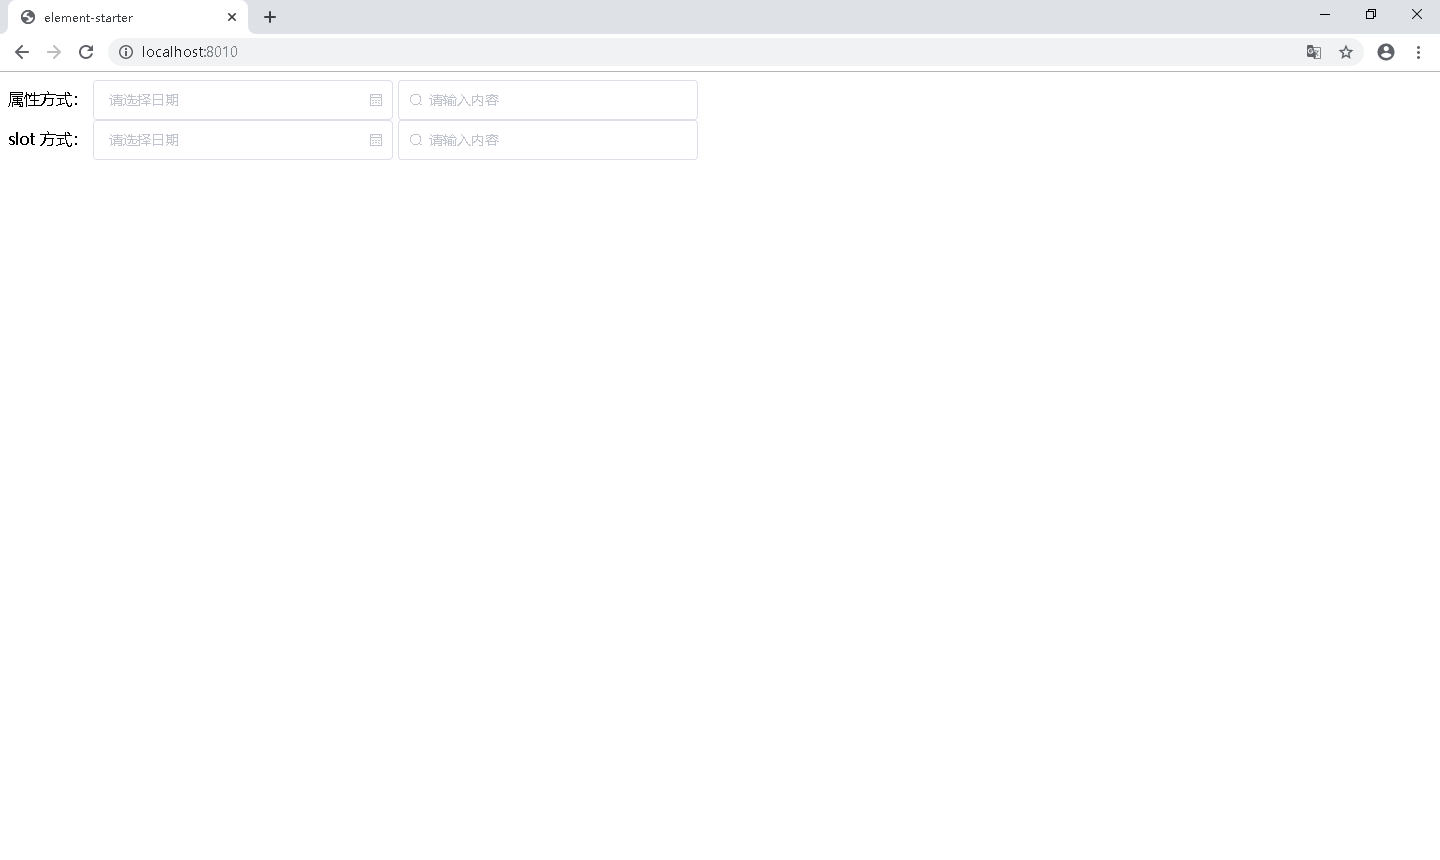 element-starter
localhost:8010
属性方式： 请选择日期 请输入内容
slot 方式： 请选择日期 请输入内容